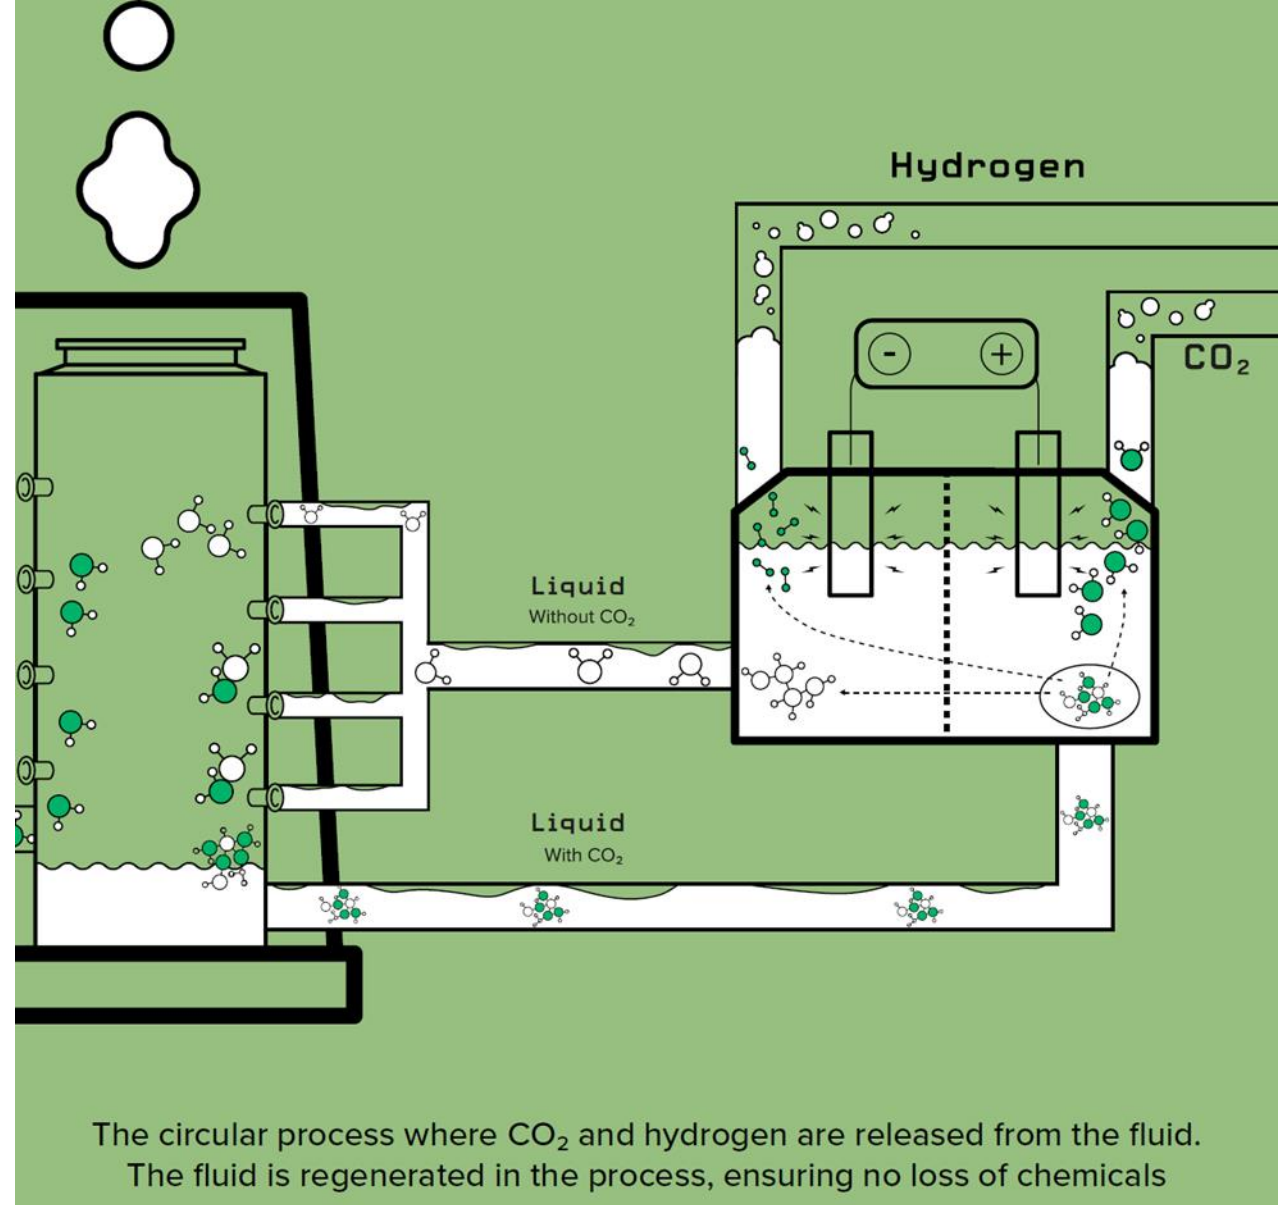 Hydrogen
- +
CO₂
Liquid
Without CO₂
Liquid
With CO₂
The circular process where CO₂ and hydrogen are released from the fluid.
The fluid is regenerated in the process, ensuring no loss of chemicals